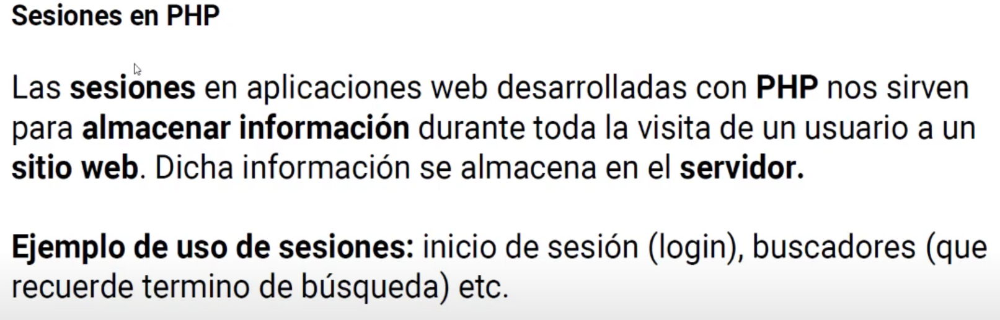 Sesiones en PHP
Las sesiones en aplicaciones web desarrolladas con PHP nos sirven
para almacenar información durante toda la visita de un usuario a un
sitio web. Dicha información se almacena en el servidor.
Ejemplo de uso de sesiones: inicio de sesión (login), buscadores (que
recuerde termino de búsqueda) etc.